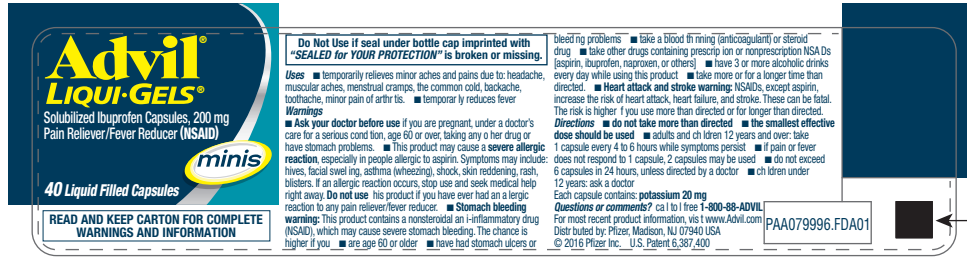 Advil®
LIQUI·GELS®
Solubilized Ibuprofen Capsules, 200 mg
Pain Reliever/Fever Reducer (NSAID)
minis
40 Liquid Filled Capsules
READ AND KEEP CARTON FOR COMPLETE
WARNINGS AND INFORMATION
Do Not Use if seal under bottle cap imprinted with
"SEALED for YOUR PROTECTION" is broken or missing.
Uses ■ temporarily relieves minor aches and pains due to: headache,
muscular aches, menstrual cramps, the common cold, backache,
toothache, minor pain of arthr tis. ■ temporar ly reduces fever
Warnings
■ Ask your doctor before use if you are pregnant, under a doctor's
care for a serious cond tion, age 60 or over, taking any o her drug or
have stomach problems. ■ This product may cause a severe allergic
reaction, especially in people allergic to aspirin. Symptoms may include:
hives, facial swel ing, asthma (wheezing), shock, skin reddening, rash,
blisters. If an allergic reaction occurs, stop use and seek medical help
right away. Do not use his product if you have ever had an a lergic
reaction to any pain reliever/fever reducer. ■ Stomach bleeding
warning: This product contains a nonsteroidal an i-inflammatory drug
(NSAID), which may cause severe stomach bleeding. The chance is
higher if you ■ are age 60 or older ■ have had stomach ulcers or
bleed ng problems ■ take a blood th nning (anticoagulant) or steroid
drug ■ take other drugs containing prescrip ion or nonprescription NSA Ds
[aspirin, ibuprofen, naproxen, or others] ■ have 3 or more alcoholic drinks
every day while using this product ■ take more or for a longer time than
directed. ■ Heart attack and stroke warning: NSAIDs, except aspirin,
increase the risk of heart attack, heart failure, and stroke. These can be fatal.
The risk is higher f you use more than directed or for longer than directed.
Directions ■ do not take more than directed ■ the smallest effective
dose should be used ■ adults and ch ldren 12 years and over: take
1 capsule every 4 to 6 hours while symptoms persist ■ if pain or fever
does not respond to 1 capsule, 2 capsules may be used ■ do not exceed
6 capsules in 24 hours, unless directed by a doctor ■ ch ldren under
12 years: ask a doctor
Each capsule contains: potassium 20 mg
Questions or comments? ca l to l free 1-800-88-ADVIL
For most recent product information, vis t www.Advil.com
Distr buted by: Pfizer, Madison, NJ 07940 USA
© 2016 Pfizer Inc. U.S. Patent 6,387,400
PAA079996.FDA01